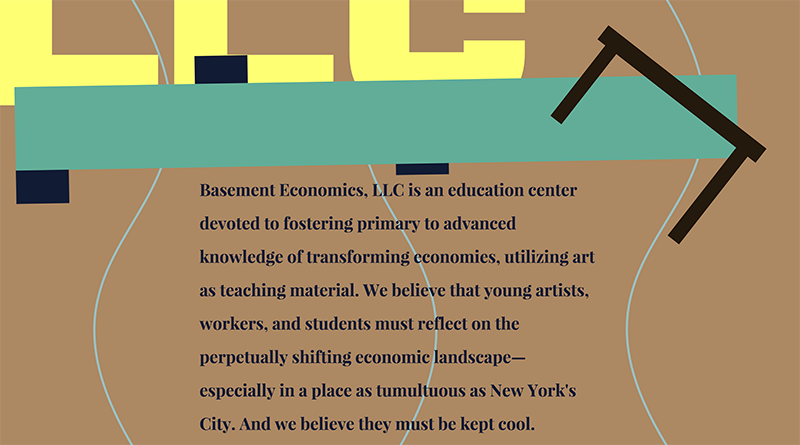 LLC
Basement Economics, LLC is an education center
devoted to fostering primary to advanced
knowledge of transforming economies, utilizing art
as teaching material. We believe that young artists,
workers, and students must reflect on the
perpetually shifting economic landscape—
especially in a place as tumultuous as New York's
City. And we believe they must be kept cool.